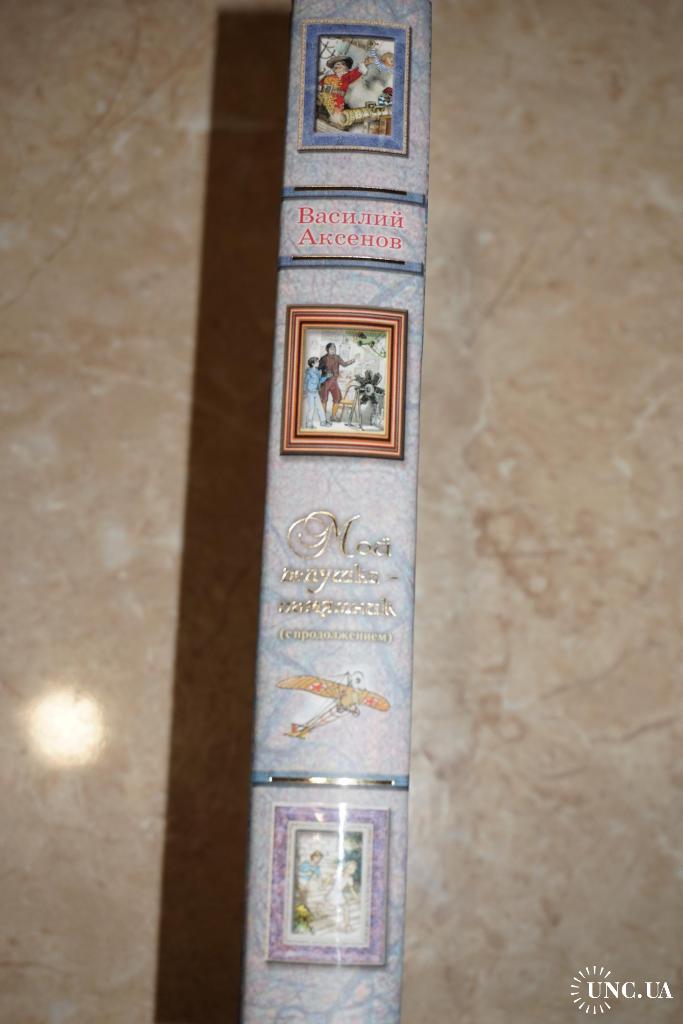 Василий
Аксенов
Мой
дедушка –
памятник
(с продолжением)
UNC.UA